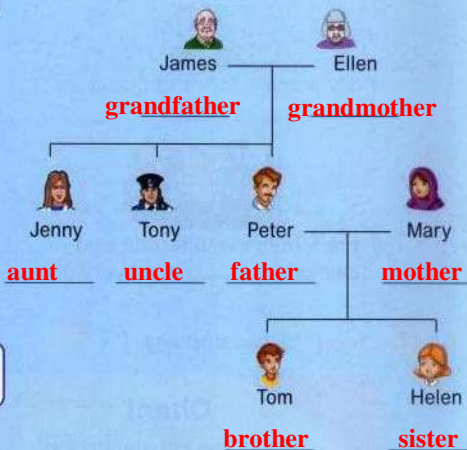 James Ellen
grandfather grandmother
Jenny Tony Peter Mary
aunt uncle father mother
Tom Helen
brother sister